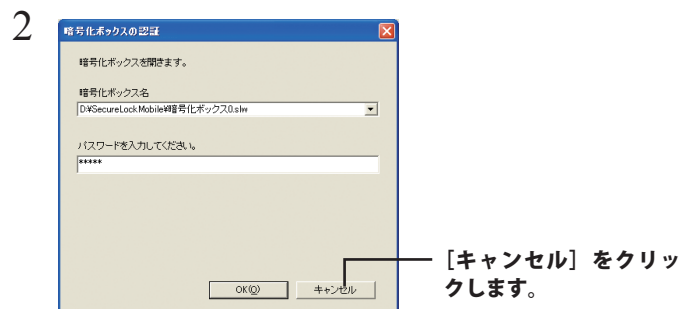 2
暗号化ボックスの認証
暗号化ボックスを開きます。
暗号化ボックス名
D:¥SecureLockMobile¥暗号化ボックス0.slw
パスワードを入力してください。
*****
OK(O)
キャンセル
［キャンセル］をクリッ
クします。